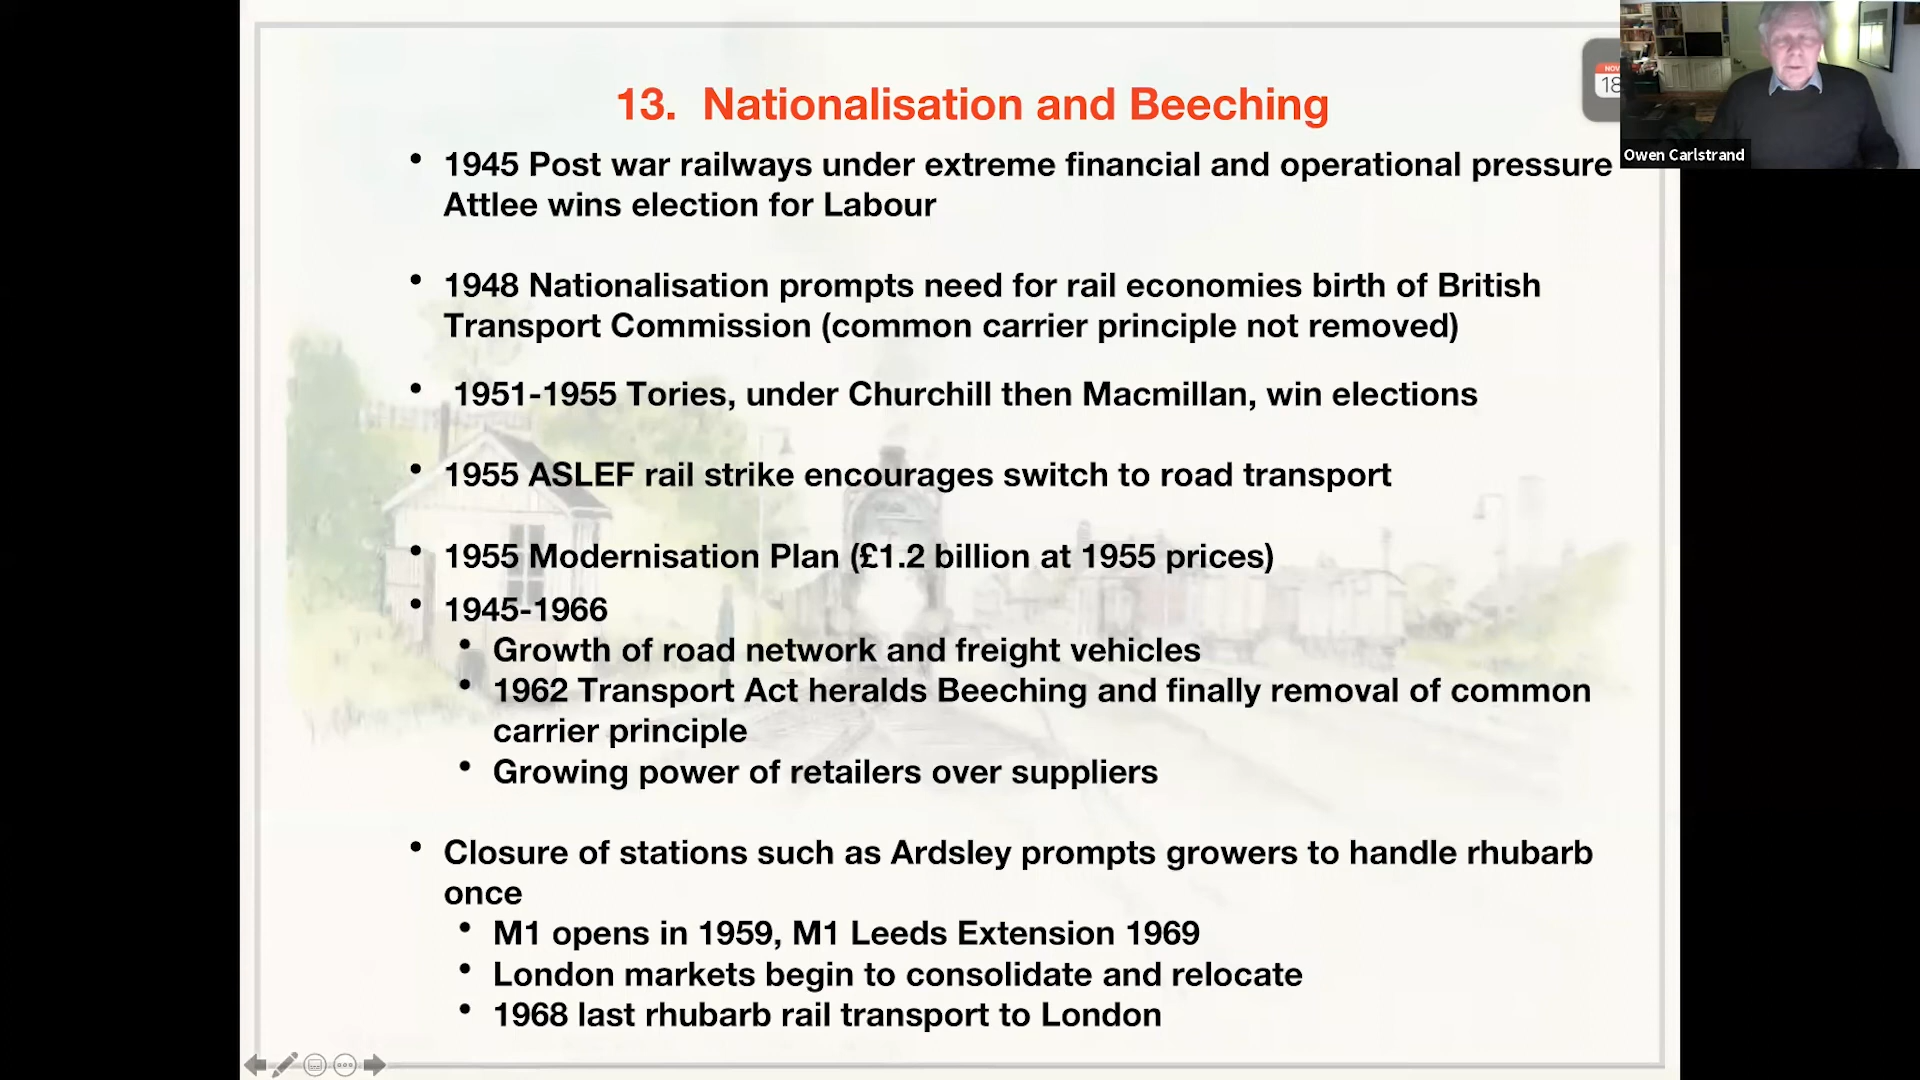 13. Nationalisation and Beeching
• 1945 Post war railways under extreme financial and operational pressure
Attlee wins election for Labour
• 1948 Nationalisation prompts need for rail economies birth of British
Transport Commission (common carrier principle not removed)
• 1951-1955 Tories, under Churchill then Macmillan, win elections
• 1955 ASLEF rail strike encourages switch to road transport
• 1955 Modernisation Plan (£1.2 billion at 1955 prices)
• 1945-1966
• Growth of road network and freight vehicles
• 1962 Transport Act heralds Beeching and finally removal of common
carrier principle
• Growing power of retailers over suppliers
• Closure of stations such as Ardsley prompts growers to handle rhubarb
once
• M1 opens in 1959, M1 Leeds Extension 1969
• London markets begin to consolidate and relocate
• 1968 last rhubarb rail transport to London
NOV
18
Owen Carlstrand